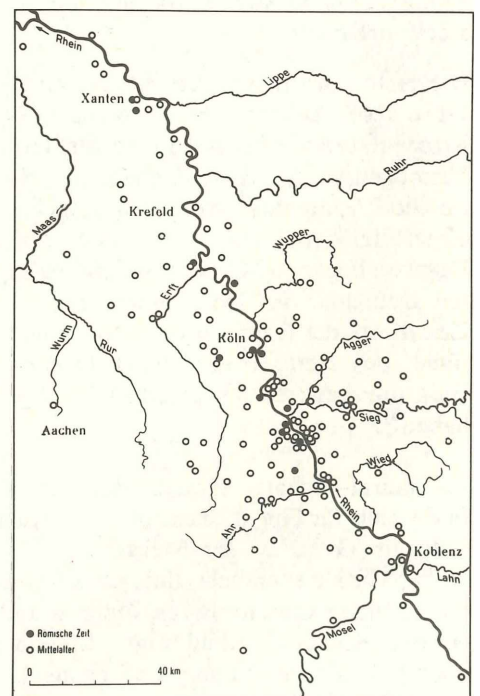 Rhein
Lippe
Xanten
Ruhr
Maas
Krefeld
Wupper
Erft
Wurm
Rur
Köln
Agger
Sieg
Aachen
Wied
Rhein
Ahr
Koblenz
Lahn
Mosel
Römische Zeit
Mittelalter
0 40 km